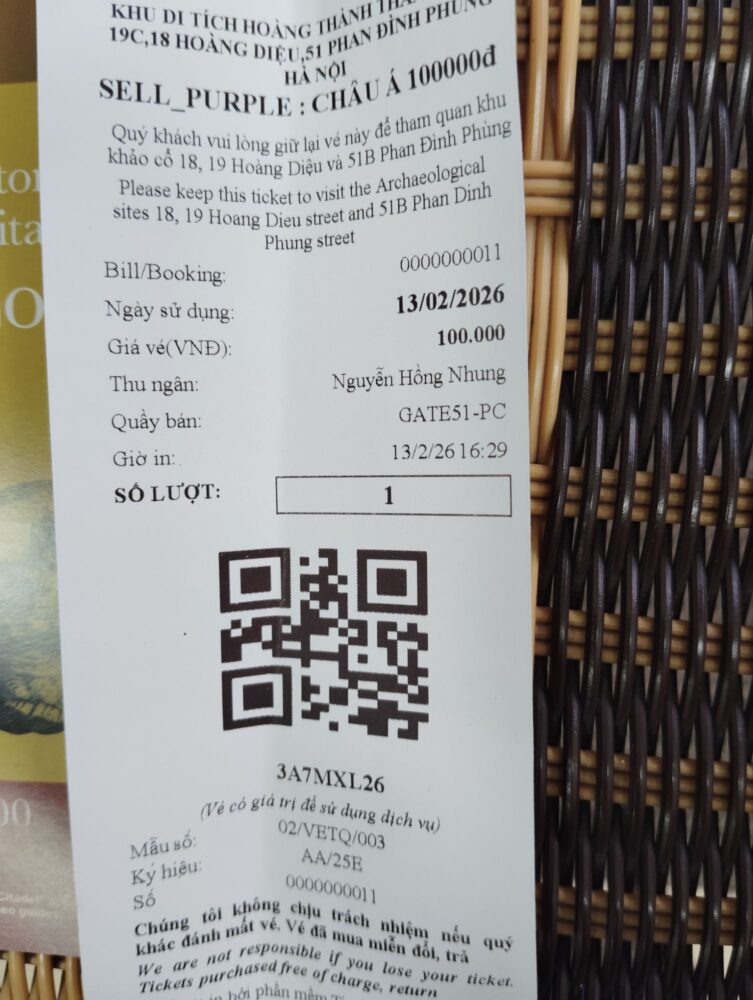 KHU DI TÍCH HOÀNG THÀNH
19C,18 HOÀNG DIỆU,51 PHAN ĐÌNH PHÙNG
HÀ NỘI
SELL_PURPLE : CHÂU Á 100000đ
Quý khách vui lòng giữ lại vé này để tham quan khu
khảo cổ 18, 19 Hoàng Diệu và 51B Phan Đình Phùng
Please keep this ticket to visit the Archaeological
sites 18, 19 Hoang Dieu street and 51B Phan Dinh
Phung street
Bill/Booking: 0000000011
Ngày sử dụng: 13/02/2026
Giá vé(VNĐ): 100.000
Thu ngân: Nguyễn Hồng Nhung
Quầy bán: GATE51-PC
Giờ in: 13/2/26 16:29
SỐ LƯỢT: 1
3A7MXL26
(Vé có giá trị để sử dụng dịch vụ)
Mẫu số: 02/VETQ/003
Ký hiệu: AA/25E
Số 0000000011
Chúng tôi không chịu trách nhiệm nếu quý
khác đánh mất vé. Vé đã mua miễn đổi, trả
We are not responsible if you lose your ticket.
Tickets purchased free of charge, return
in bởi phần mềm